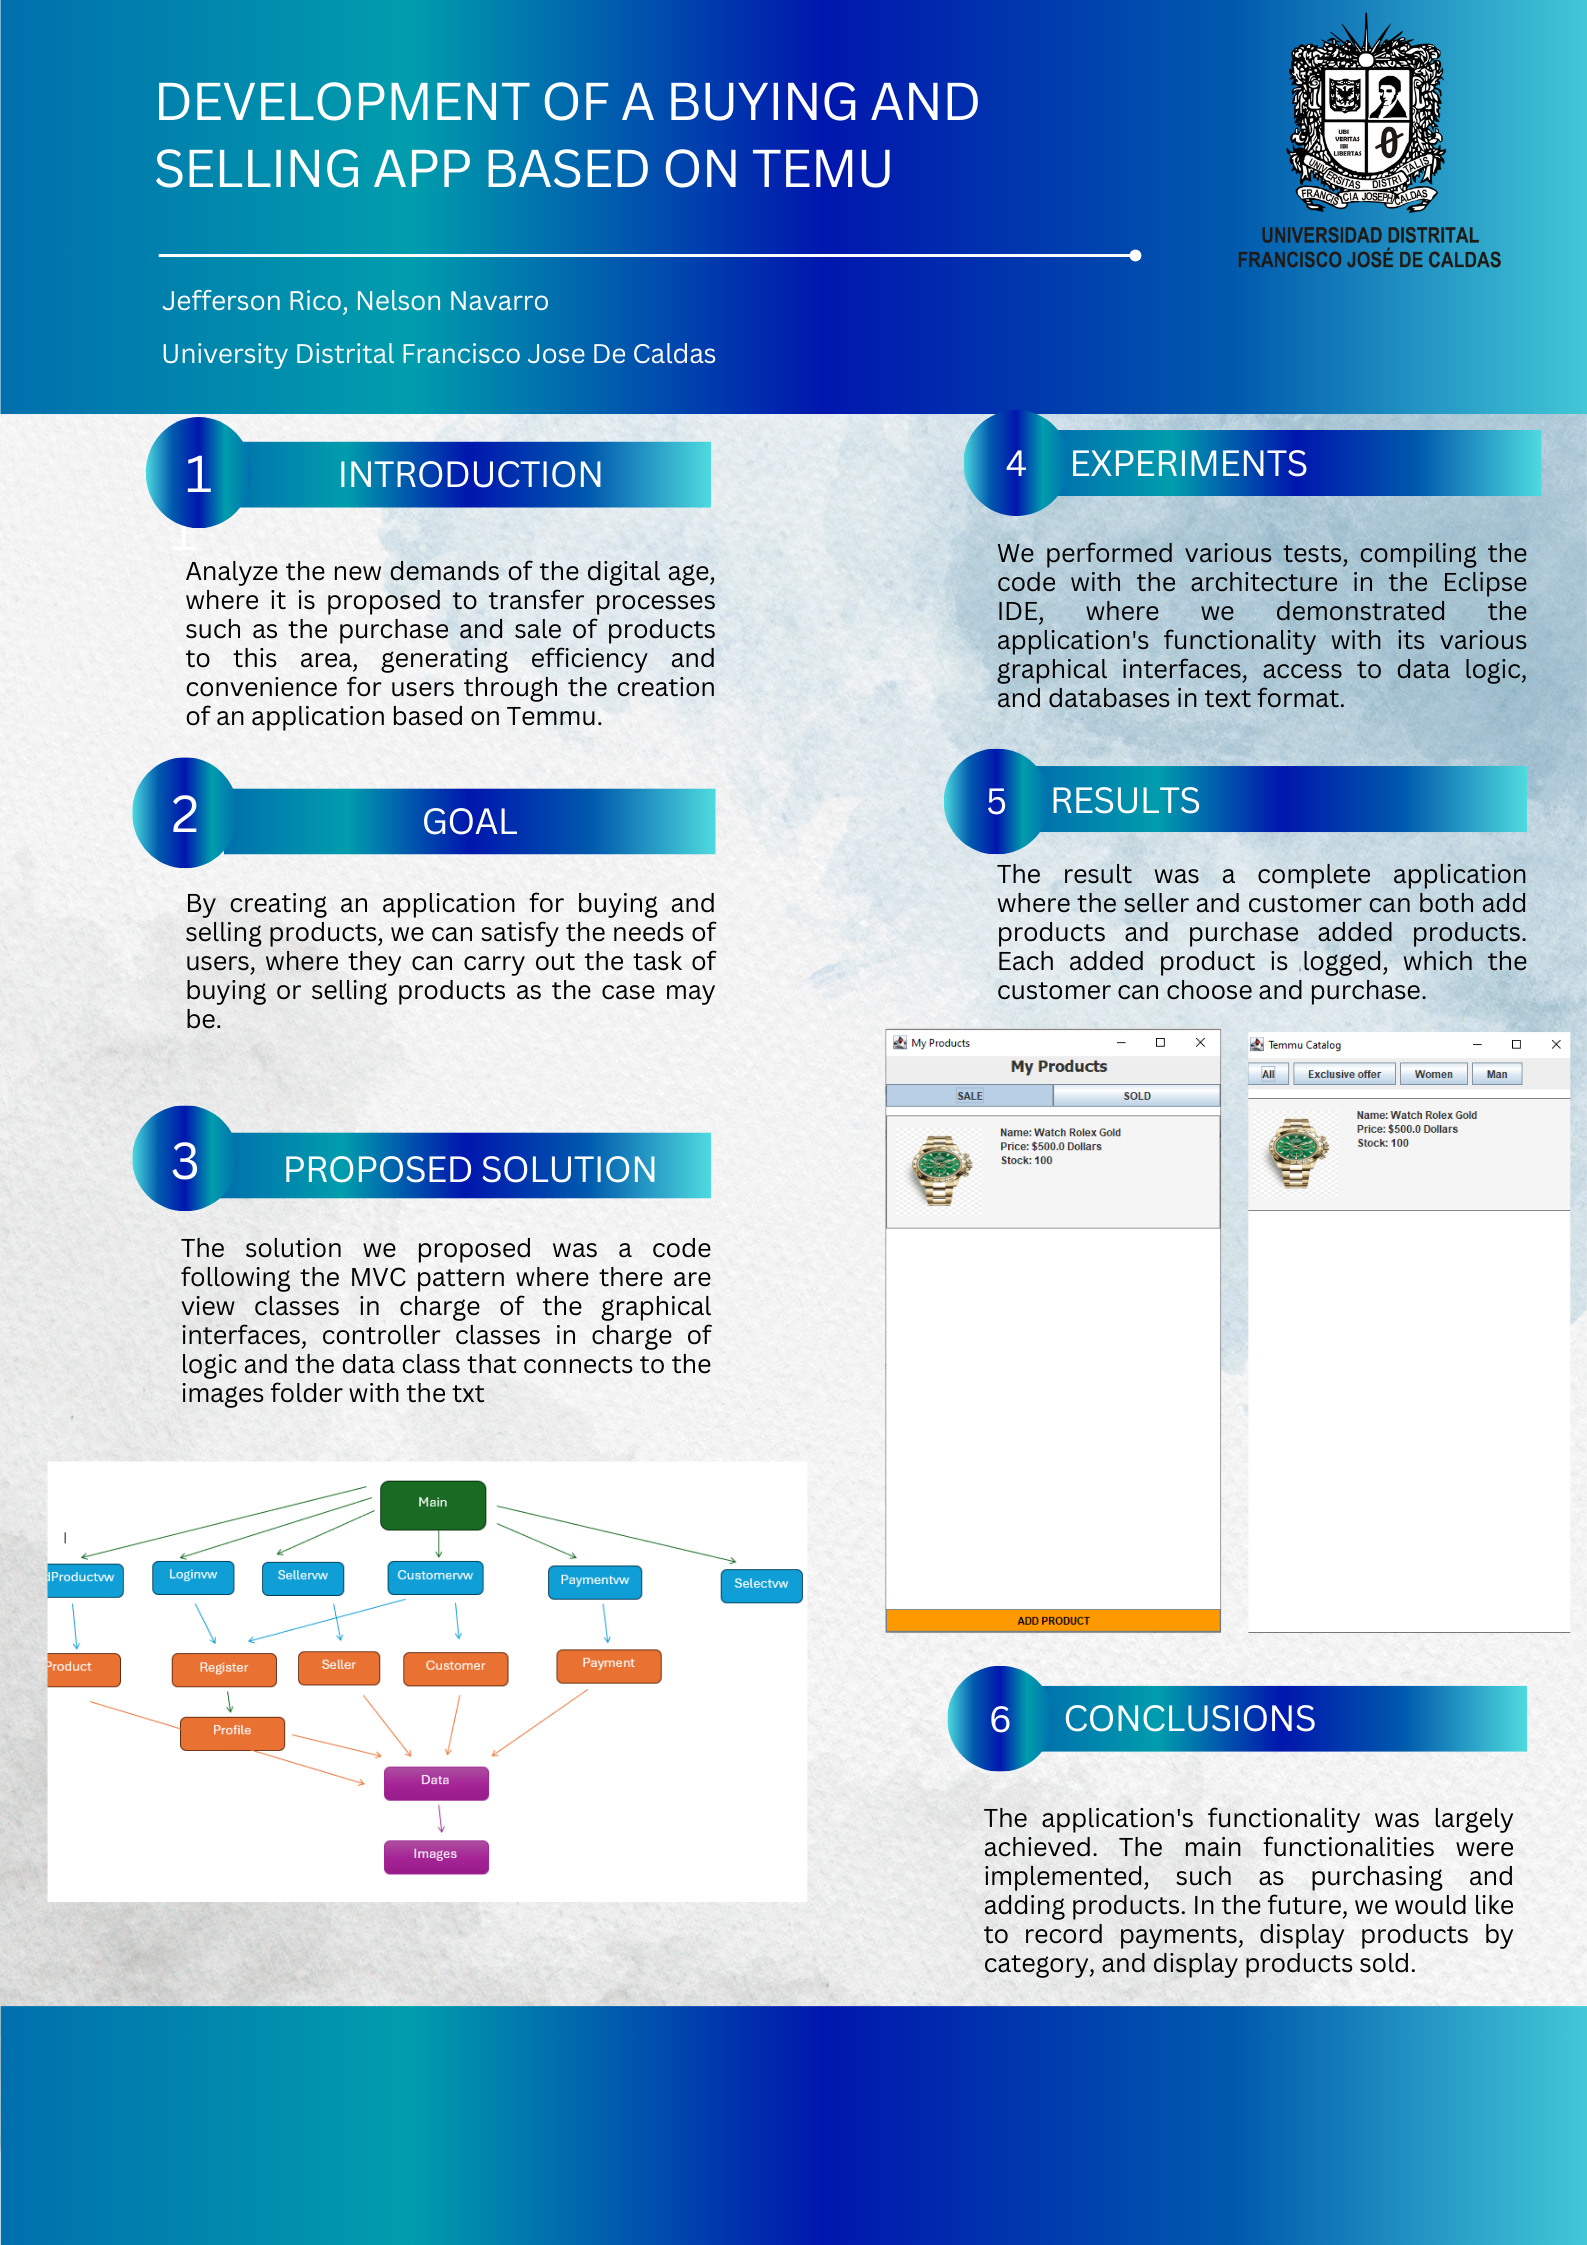 DEVELOPMENT OF A BUYING AND
SELLING APP BASED ON TEMU
Jefferson Rico, Nelson Navarro
University Distrital Francisco Jose De Caldas
UBI
VERITAS
IBI
LIBERTAS
UNIVERSITAS DISTRITALIS
FRANCISCIA JOSEPH CALDAS
UNIVERSIDAD DISTRITAL
FRANCISCO JOSÉ DE CALDAS
1 INTRODUCTION
1
Analyze the new demands of the digital age,
where it is proposed to transfer processes
such as the purchase and sale of products
to this area, generating efficiency and
convenience for users through the creation
of an application based on Temmu.
2 GOAL
By creating an application for buying and
selling products, we can satisfy the needs of
users, where they can carry out the task of
buying or selling products as the case may
be.
3 PROPOSED SOLUTION
The solution we proposed was a code
following the MVC pattern where there are
view classes in charge of the graphical
interfaces, controller classes in charge of
logic and the data class that connects to the
images folder with the txt
Main
dProductvw Loginvw Sellervw Customervw Paymentvw Selectvw
Product Register Seller Customer Payment
Profile
Data
Images
4 EXPERIMENTS
We performed various tests, compiling the
code with the architecture in the Eclipse
IDE, where we demonstrated the
application's functionality with its various
graphical interfaces, access to data logic,
and databases in text format.
5 RESULTS
The result was a complete application
where the seller and customer can both add
products and purchase added products.
Each added product is logged, which the
customer can choose and purchase.
My Products
My Products
SALE SOLD
Name: Watch Rolex Gold
Price: $500.0 Dollars
Stock: 100
ADD PRODUCT
Temmu Catalog
All Exclusive offer Women Man
Name: Watch Rolex Gold
Price: $500.0 Dollars
Stock: 100
6 CONCLUSIONS
The application's functionality was largely
achieved. The main functionalities were
implemented, such as purchasing and
adding products. In the future, we would like
to record payments, display products by
category, and display products sold.